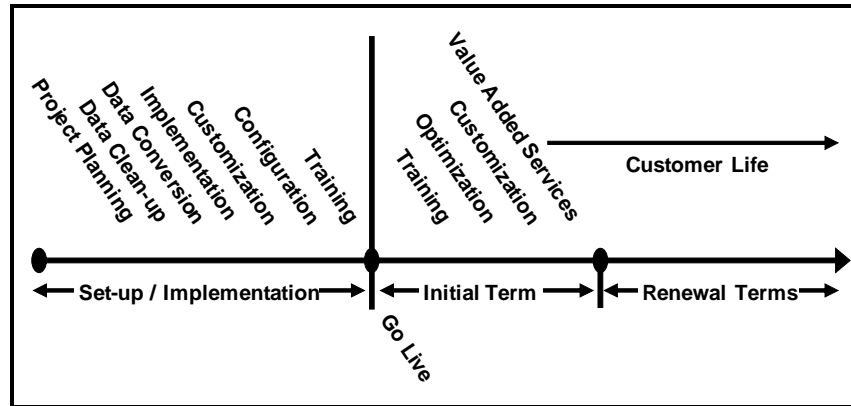 Project Planning
Data Clean-up
Data Conversion
Implementation
Customization
Configuration
Training
Training
Optimization
Customization
Value Added Services
Customer Life
Set-up / Implementation
Initial Term
Renewal Terms
Go Live